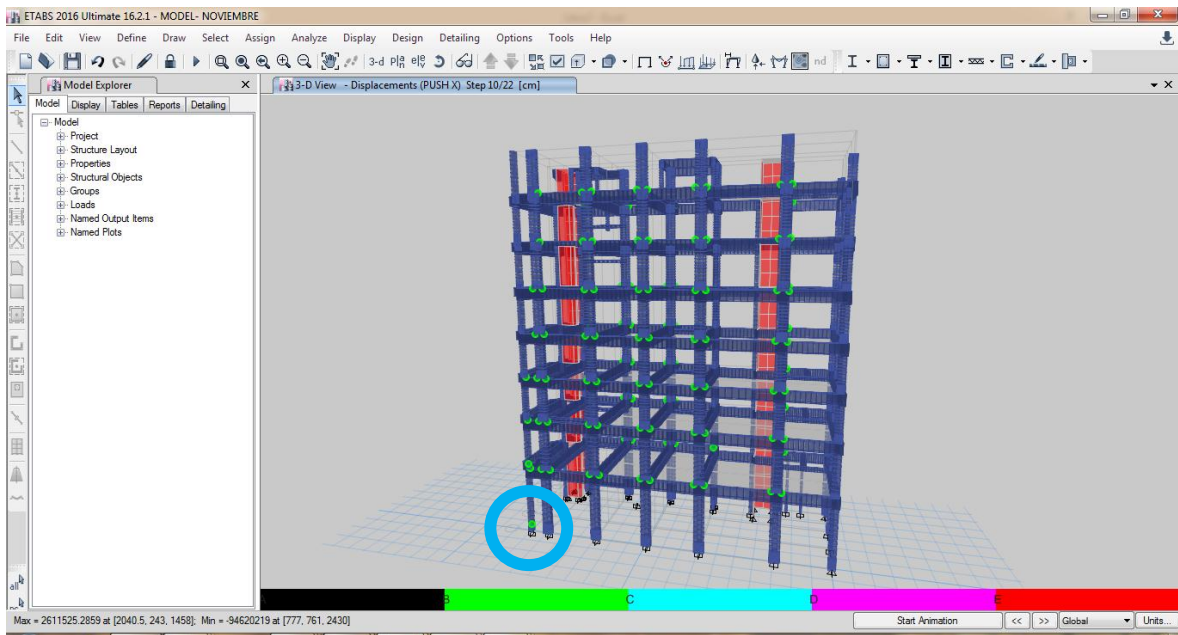 ETABS 2016 Ultimate 16.2.1 - MODEL- NOVIEMBRE
File Edit View Define Draw Select Assign Analyze Display Design Detailing Options Tools Help
3-d nd
Model Explorer
3-D View - Displacements (PUSH X) Step 10/22 [cm]
Model Display Tables Reports Detailing
Model
Project
Structure Layout
Properties
Structural Objects
Groups
Loads
Named Output Items
Named Plots
all
B C D E
Max = 2611525.2859 at [2040.5, 243, 1458]; Min = -94620219 at [777, 761, 2430] Start Animation << >> Global Units...